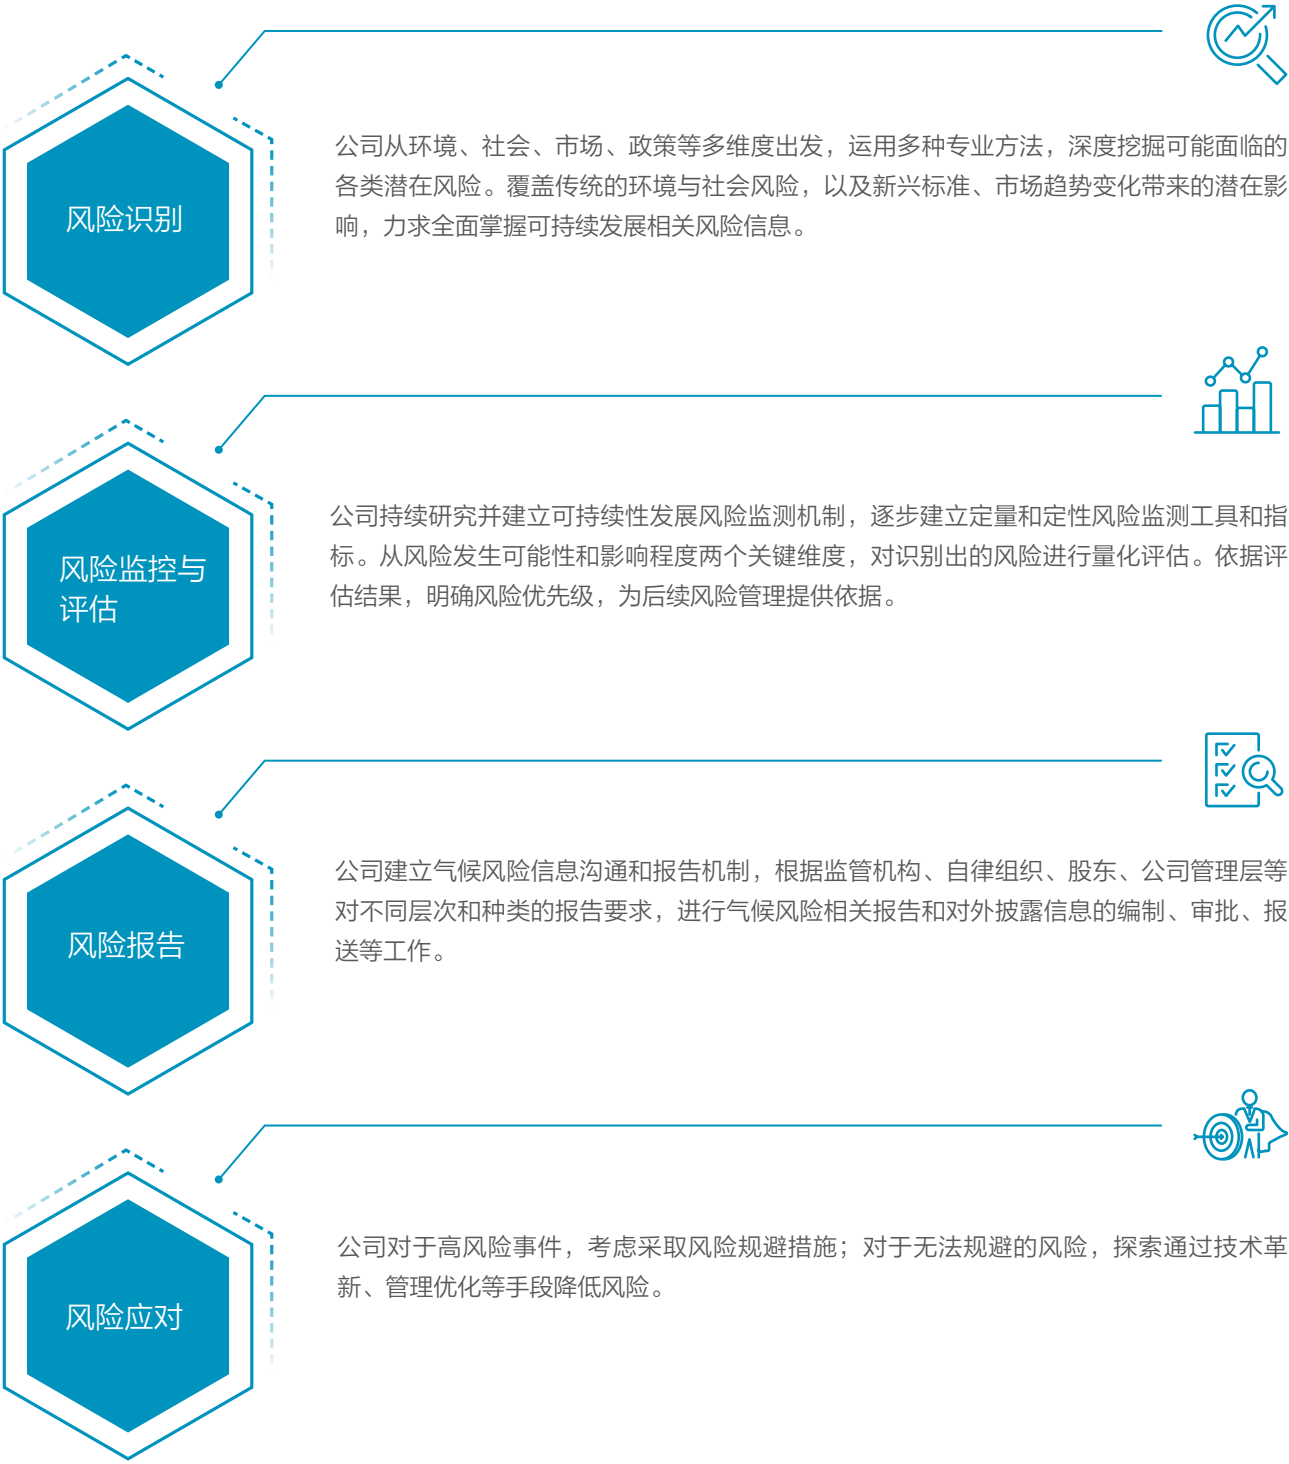 风险识别
公司从环境、社会、市场、政策等多维度出发，运用多种专业方法，深度挖掘可能面临的
各类潜在风险。覆盖传统的环境与社会风险，以及新兴标准、市场趋势变化带来的潜在影
响，力求全面掌握可持续发展相关风险信息。
风险监控与
评估
公司持续研究并建立可持续性发展风险监测机制，逐步建立定量和定性风险监测工具和指
标。从风险发生可能性和影响程度两个关键维度，对识别出的风险进行量化评估。依据评
估结果，明确风险优先级，为后续风险管理提供依据。
风险报告
公司建立气候风险信息沟通和报告机制，根据监管机构、自律组织、股东、公司管理层等
对不同层次和种类的报告要求，进行气候风险相关报告和对外披露信息的编制、审批、报
送等工作。
风险应对
公司对于高风险事件，考虑采取风险规避措施；对于无法规避的风险，探索通过技术革
新、管理优化等手段降低风险。